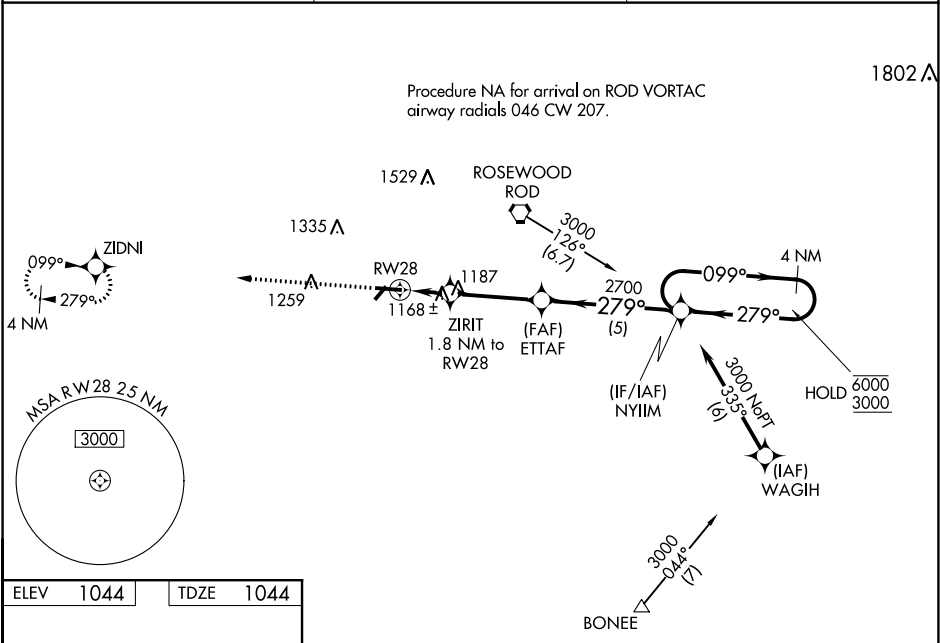 1802
Procedure NA for arrival on ROD VORTAC
airway radials 046 CW 207.
1529
ROSEWOOD
ROD
1335
3000
126°
(6.7)
ZIDNI
099°
279°
4 NM
1259
RW28
1168 ±
1187
ZIRIT
1.8 NM to
RW28
(FAF)
ETTAF
2700
279°
(5)
099°
4 NM
279°
(IF/IAF)
NYIIM
HOLD
6000
3000
3000 NoPT
335°
(6)
(IAF)
WAGIH
3000
044°
(7)
BONEE
MSA RW28 25 NM
3000
ELEV 1044
TDZE 1044